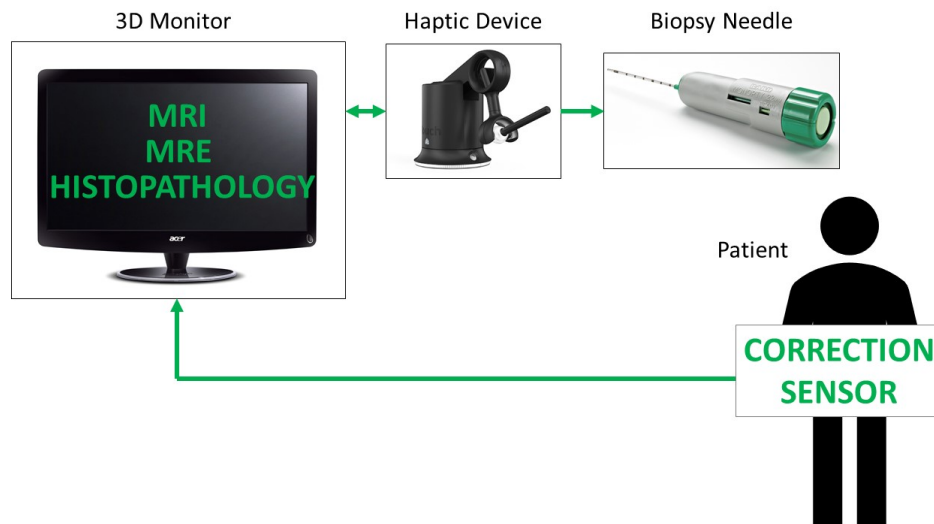 3D Monitor
Haptic Device
Biopsy Needle
MRI
MRE
HISTOPATHOLOGY
acer
Patient
CORRECTION
SENSOR